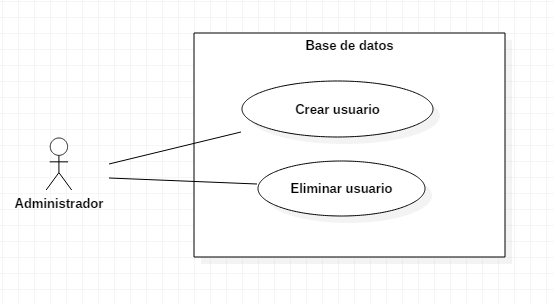 Base de datos
Crear usuario
Eliminar usuario
Administrador